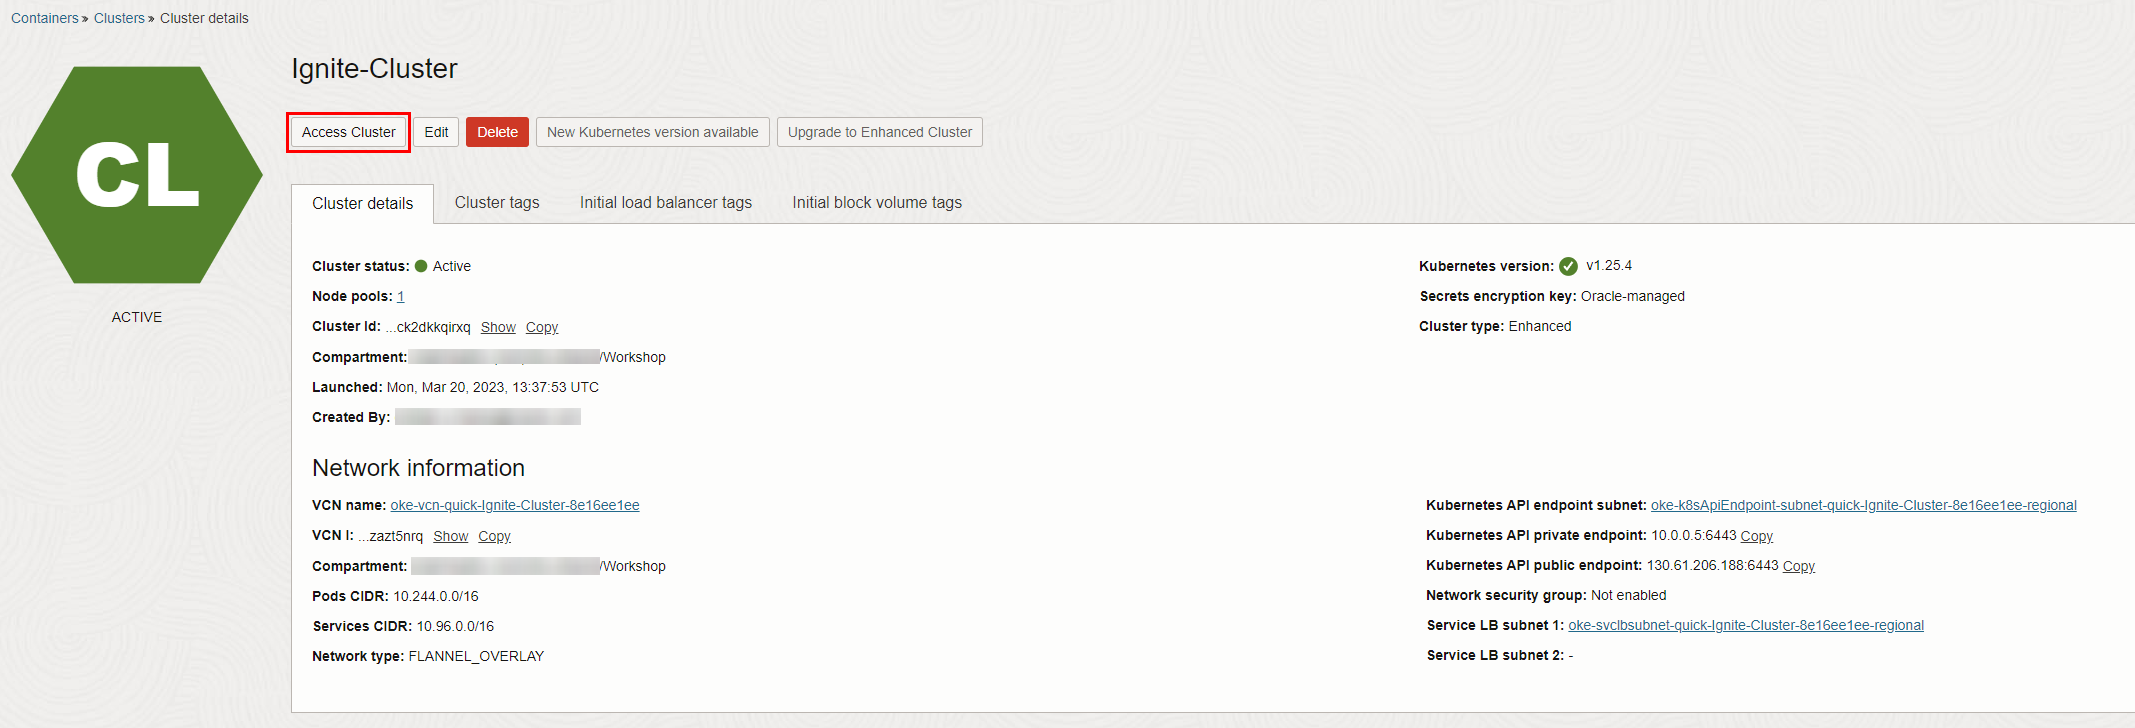 Containers » Clusters » Cluster details
Ignite-Cluster
Access Cluster Edit Delete New Kubernetes version available Upgrade to Enhanced Cluster
CL
ACTIVE
Cluster details Cluster tags Initial load balancer tags Initial block volume tags
Cluster status: Active
Node pools: 1
Cluster Id: ...ck2dkkqirxq Show Copy
Compartment: /Workshop
Launched: Mon, Mar 20, 2023, 13:37:53 UTC
Created By:
Kubernetes version: v1.25.4
Secrets encryption key: Oracle-managed
Cluster type: Enhanced
Network information
VCN name: oke-vcn-quick-Ignite-Cluster-8e16ee1ee
VCN I: ...zazt5nrq Show Copy
Compartment: /Workshop
Pods CIDR: 10.244.0.0/16
Services CIDR: 10.96.0.0/16
Network type: FLANNEL_OVERLAY
Kubernetes API endpoint subnet: oke-k8sApiEndpoint-subnet-quick-Ignite-Cluster-8e16ee1ee-regional
Kubernetes API private endpoint: 10.0.0.5:6443 Copy
Kubernetes API public endpoint: 130.61.206.188:6443 Copy
Network security group: Not enabled
Service LB subnet 1: oke-svclbsubnet-quick-Ignite-Cluster-8e16ee1ee-regional
Service LB subnet 2: -